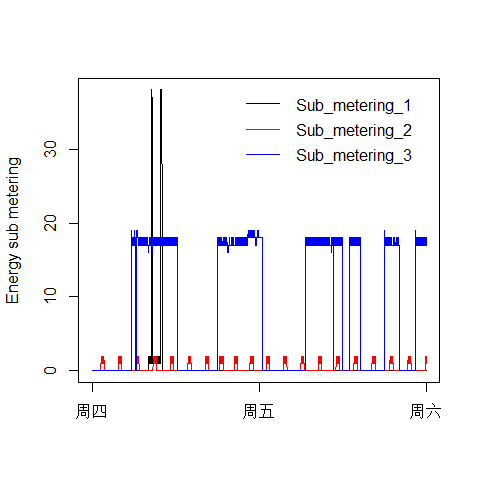 Sub_metering_1
Sub_metering_2
Sub_metering_3
Energy sub metering
30
20
10
0
周四 周五 周六